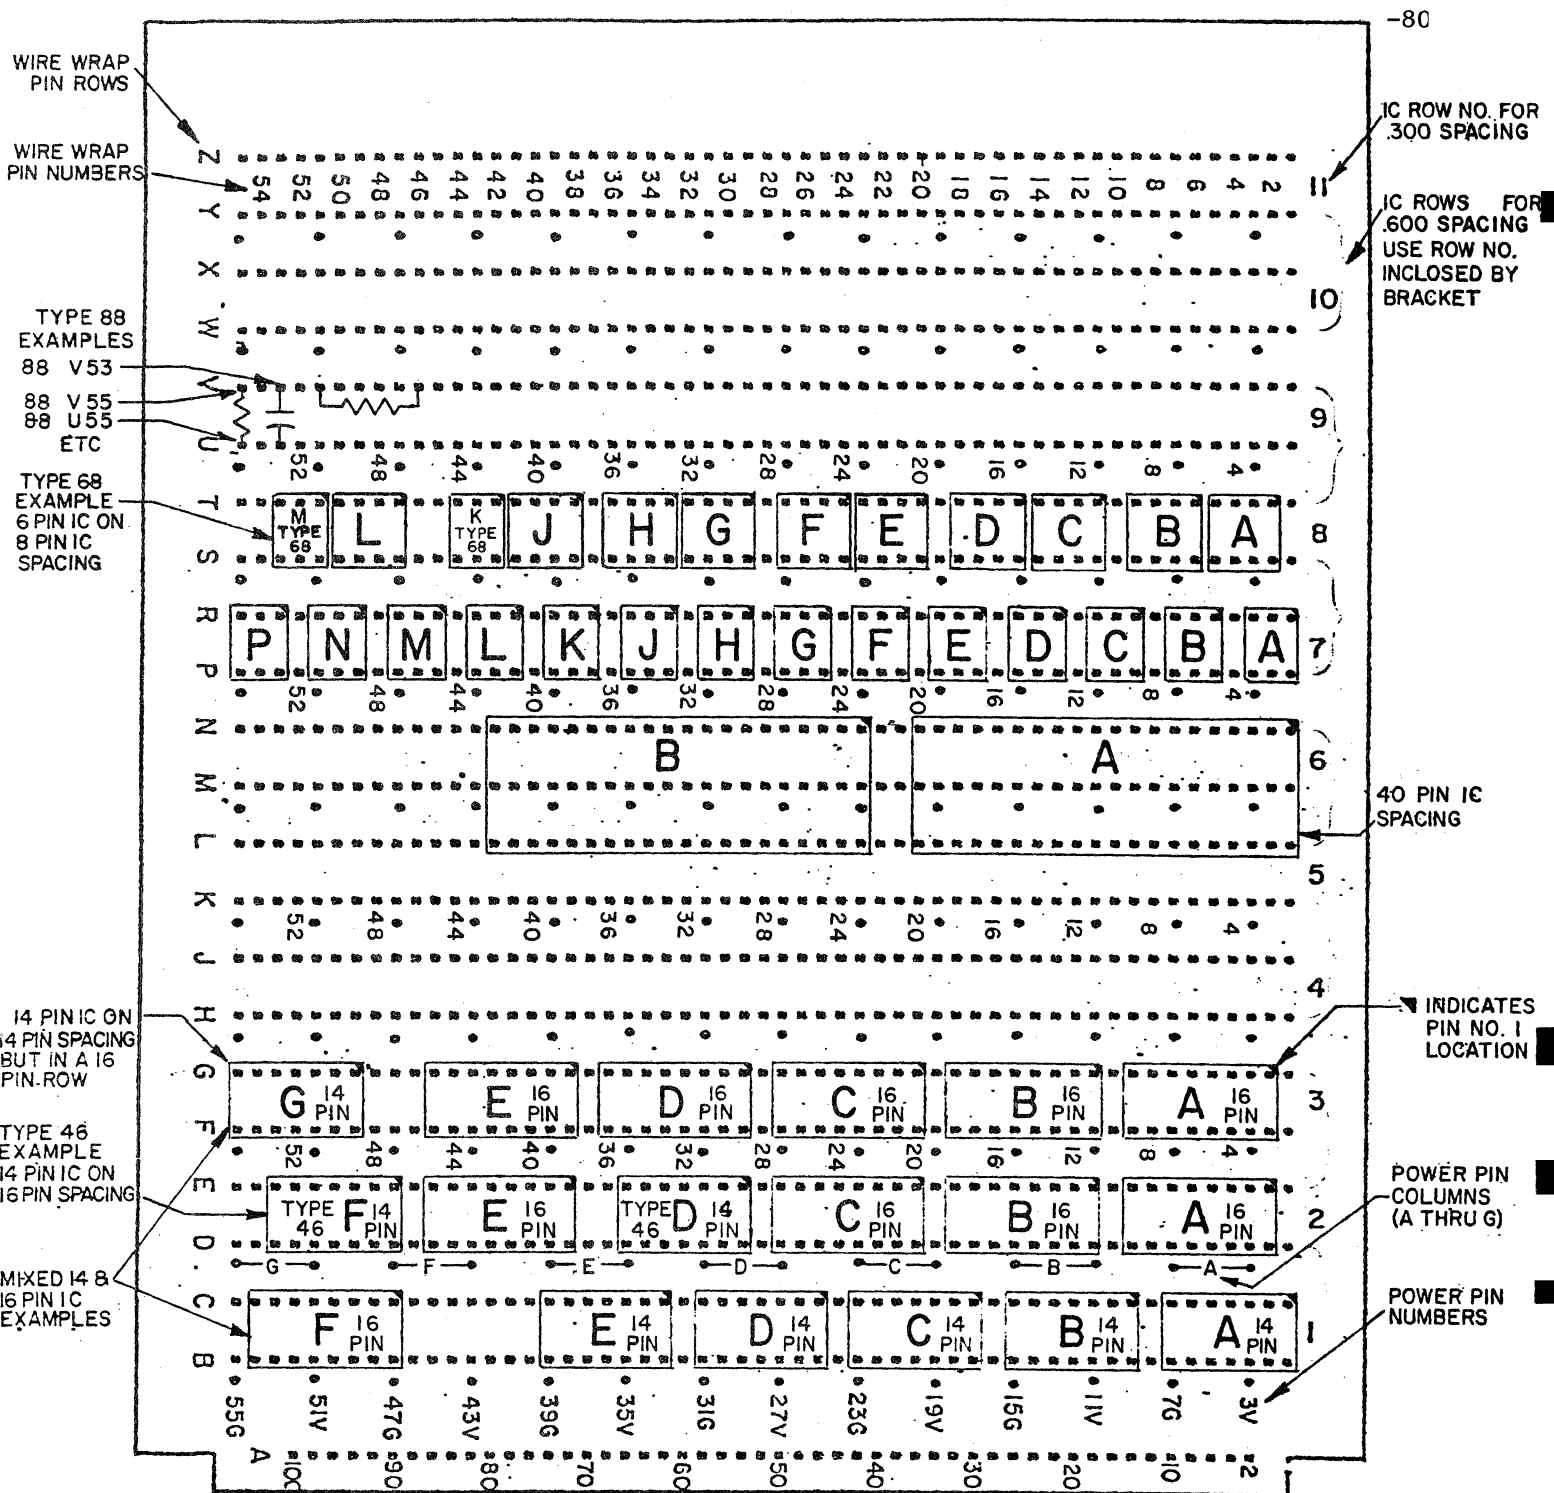 -80
WIRE WRAP
PIN ROWS
IC ROW NO. FOR
.300 SPACING
WIRE WRAP
PIN NUMBERS
Z
54 52 50 48 46 44 42 40 38 36 34 32 30 28 26 24 22 20 18 16 14 12 10 8 6 4 2
11
Y
IC ROWS FOR
.600 SPACING
USE ROW NO.
INCLOSED BY
BRACKET
X
10
W
TYPE 88
EXAMPLES
88 V53
88 V55
88 U55
ETC
V
9
U
52 48 44 40 36 32 28 24 20 16 12 8 4
TYPE 68
EXAMPLE
6 PIN IC ON
8 PIN IC
SPACING
T
M TYPE 68 L K TYPE 68 J H G F E D C B A
8
S
R
P N M L K J H G F E D C B A
7
P
52 48 44 40 36 32 28 24 20 16 12 8 4
N
B A
6
M
40 PIN IC
SPACING
L
5
K
52 48 44 40 36 32 28 24 20 16 12 8 4
J
4
H
14 PIN IC ON
14 PIN SPACING
BUT IN A 16
PIN ROW
INDICATES
PIN NO. 1
LOCATION
G
G 14 PIN E 16 PIN D 16 PIN C 16 PIN B 16 PIN A 16 PIN
3
F
52 48 44 40 36 32 28 24 20 16 12 8 4
TYPE 46
EXAMPLE
14 PIN IC ON
16 PIN SPACING
E
TYPE 46 F 14 PIN E 16 PIN TYPE 46 D 14 PIN C 16 PIN B 16 PIN A 16 PIN
2
D
POWER PIN
COLUMNS
(A THRU G)
G F E D C B A
MIXED 14 &
16 PIN IC
EXAMPLES
C
F 16 PIN E 14 PIN D 14 PIN C 14 PIN B 14 PIN A 14 PIN
1
B
POWER PIN
NUMBERS
55G 51V 47G 43V 39G 35V 31G 27V 23G 19V 15G 11V 7G 3V
A
100 90 80 70 60 50 40 30 20 10 2